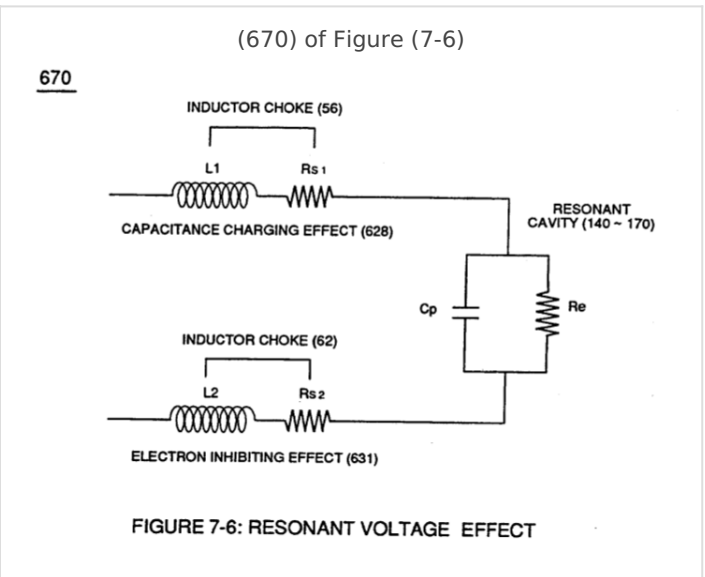 (670) of Figure (7-6)
670
INDUCTOR CHOKE (56)
L1
Rs1
CAPACITANCE CHARGING EFFECT (628)
RESONANT
CAVITY (140 ~ 170)
Cp
Re
INDUCTOR CHOKE (62)
L2
Rs2
ELECTRON INHIBITING EFFECT (631)
FIGURE 7-6: RESONANT VOLTAGE EFFECT